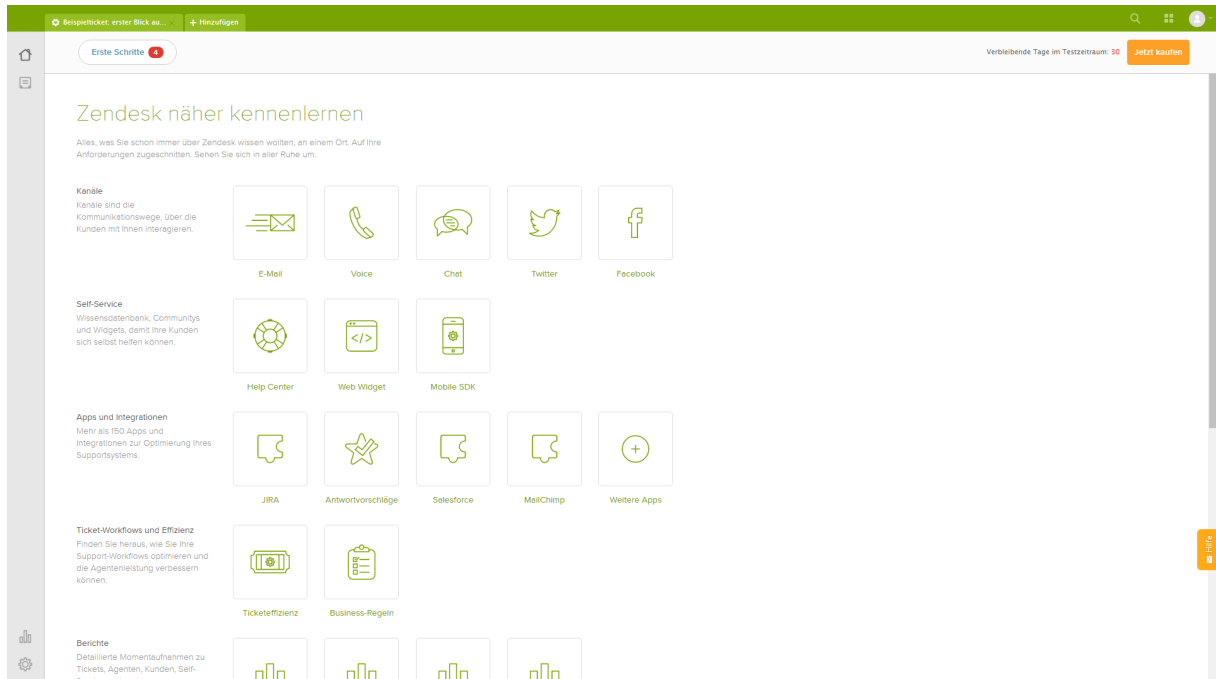 Beispielticket: erster Blick au...
+ Hinzufügen
Erste Schritte 4
Verbleibende Tage im Testzeitraum: 30
Jetzt kaufen
Zendesk näher kennenlernen
Alles, was Sie schon immer über Zendesk wissen wollten, an einem Ort. Auf Ihre
Anforderungen zugeschnitten. Sehen Sie sich in aller Ruhe um.
Kanäle
Kanäle sind die
Kommunikationswege, über die
Kunden mit Ihnen interagieren.
E-Mail
Voice
Chat
Twitter
Facebook
Self-Service
Wissensdatenbank, Communitys
und Widgets, damit Ihre Kunden
sich selbst helfen können.
Help Center
Web Widget
Mobile SDK
Apps und Integrationen
Mehr als 150 Apps und
Integrationen zur Optimierung Ihres
Supportsystems.
JIRA
Antwortvorschläge
Salesforce
MailChimp
Weitere Apps
Ticket-Workflows und Effizienz
Finden Sie heraus, wie Sie Ihre
Support-Workflows optimieren und
die Agentenleistung verbessern
können.
Ticketeffizienz
Business-Regeln
Hilfe
Berichte
Detaillierte Momentaufnahmen zu
Tickets, Agenten, Kunden, Self-